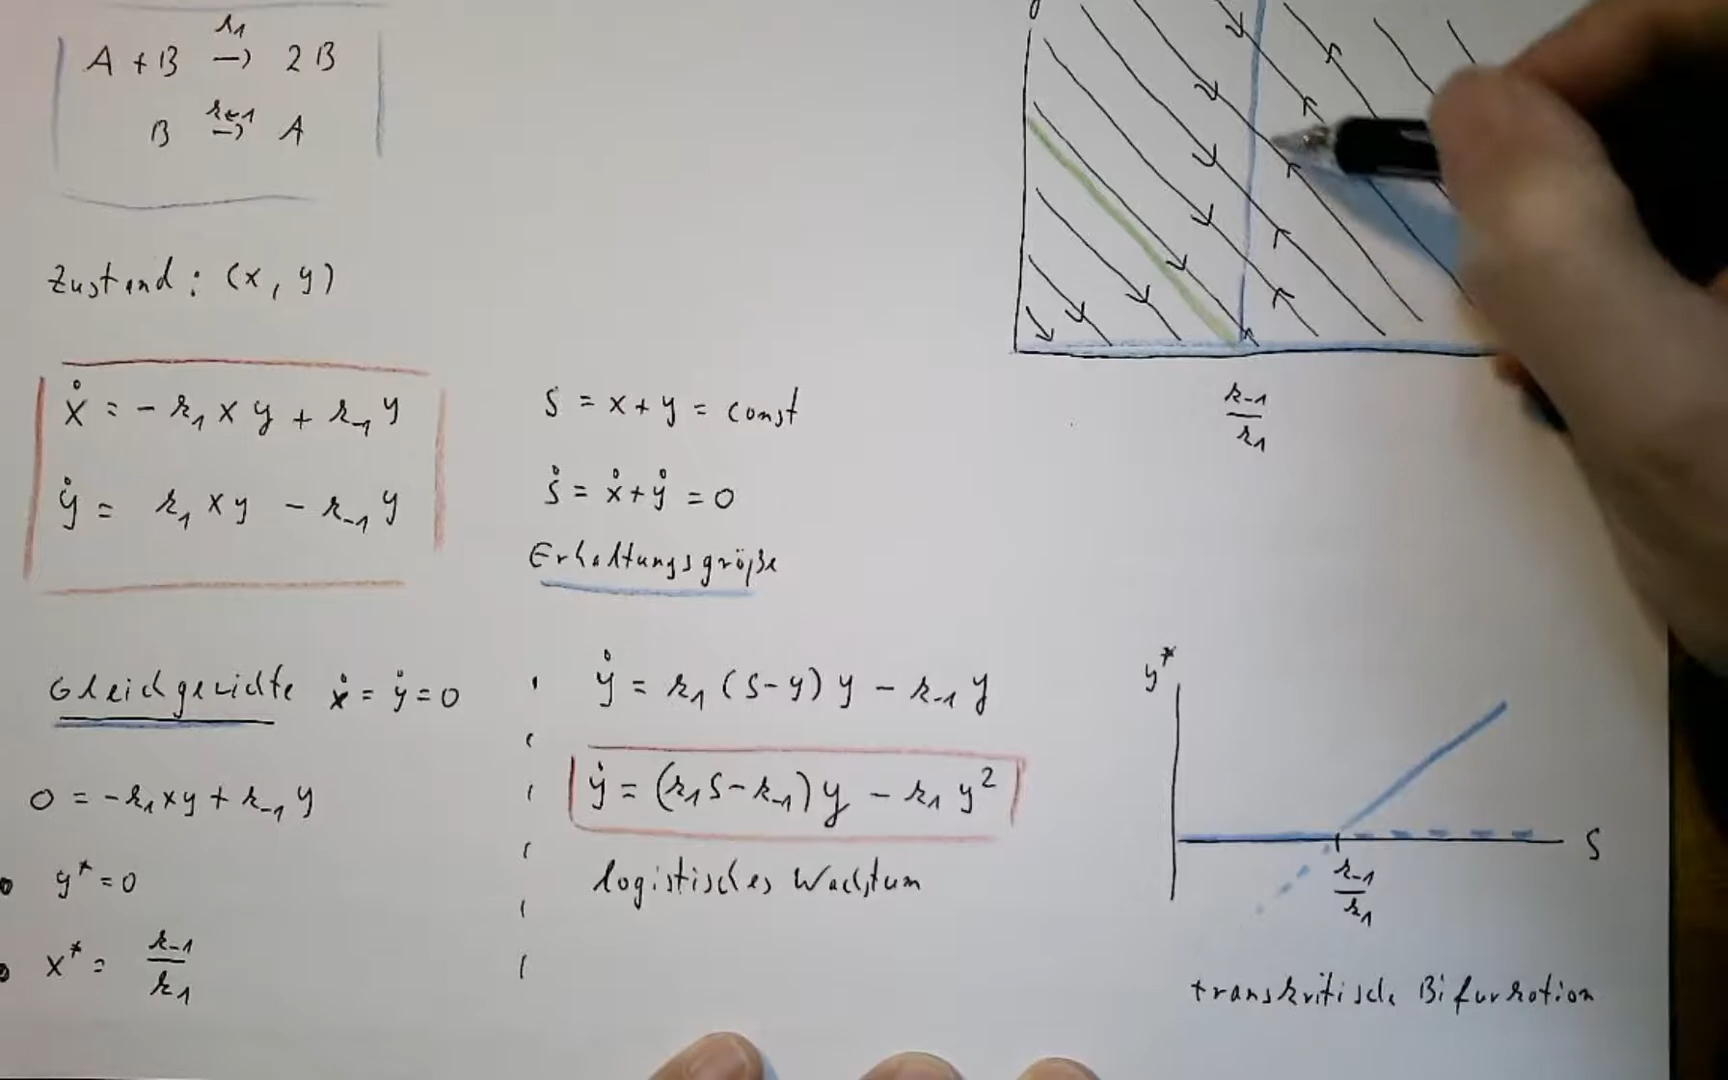 A + B →k₁ 2B
B →k₋₁ A
Zustand: (x, y)
ẋ = - k₁ x y + k₋₁ y
ẏ = k₁ x y - k₋₁ y
S = x + y = const
Ṡ = ẋ + ẏ = 0
Erhaltungsgröße
Gleichgewichte ẋ = ẏ = 0
0 = -k₁ x y + k₋₁ y
y* = 0
x* = k₋₁/k₁
ẏ = k₁ (S-y) y - k₋₁ y
ẏ = (k₁S - k₋₁) y - k₁ y²
logistisches Wachstum
k₋₁/k₁
y*
S
k₋₁/k₁
transkritische Bifurkation